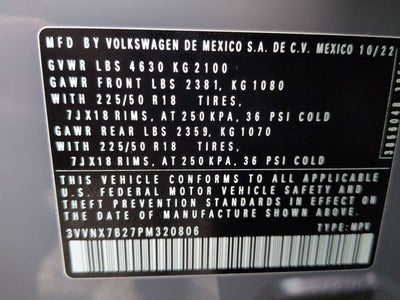 MFD BY VOLKSWAGEN DE MEXICO S.A. DE C.V. MEXICO 10/22
GVWR LBS 4630 KG 2100
GAWR FRONT LBS 2381, KG 1080
WITH 225/50 R18 TIRES,
7JX18 RIMS, AT 250 KPA, 36 PSI COLD
GAWR REAR LBS 2359, KG 1070
WITH 225/50 R18 TIRES,
7JX18 RIMS, AT 250 KPA, 36 PSI COLD
THIS VEHICLE CONFORMS TO ALL APPLICABLE
U.S. FEDERAL MOTOR VEHICLE SAFETY AND
THEFT PREVENTION STANDARDS IN EFFECT ON
THE DATE OF MANUFACTURE SHOWN ABOVE.
3VVNX7B27PM320806 TYPE: MPV